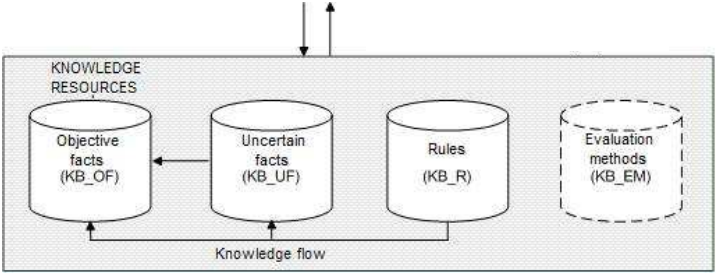 KNOWLEDGE
RESOURCES
Objective
facts
(KB_OF)
Uncertain
facts
(KB_UF)
Rules
(KB_R)
Evaluation
methods
(KB_EM)
Knowledge flow